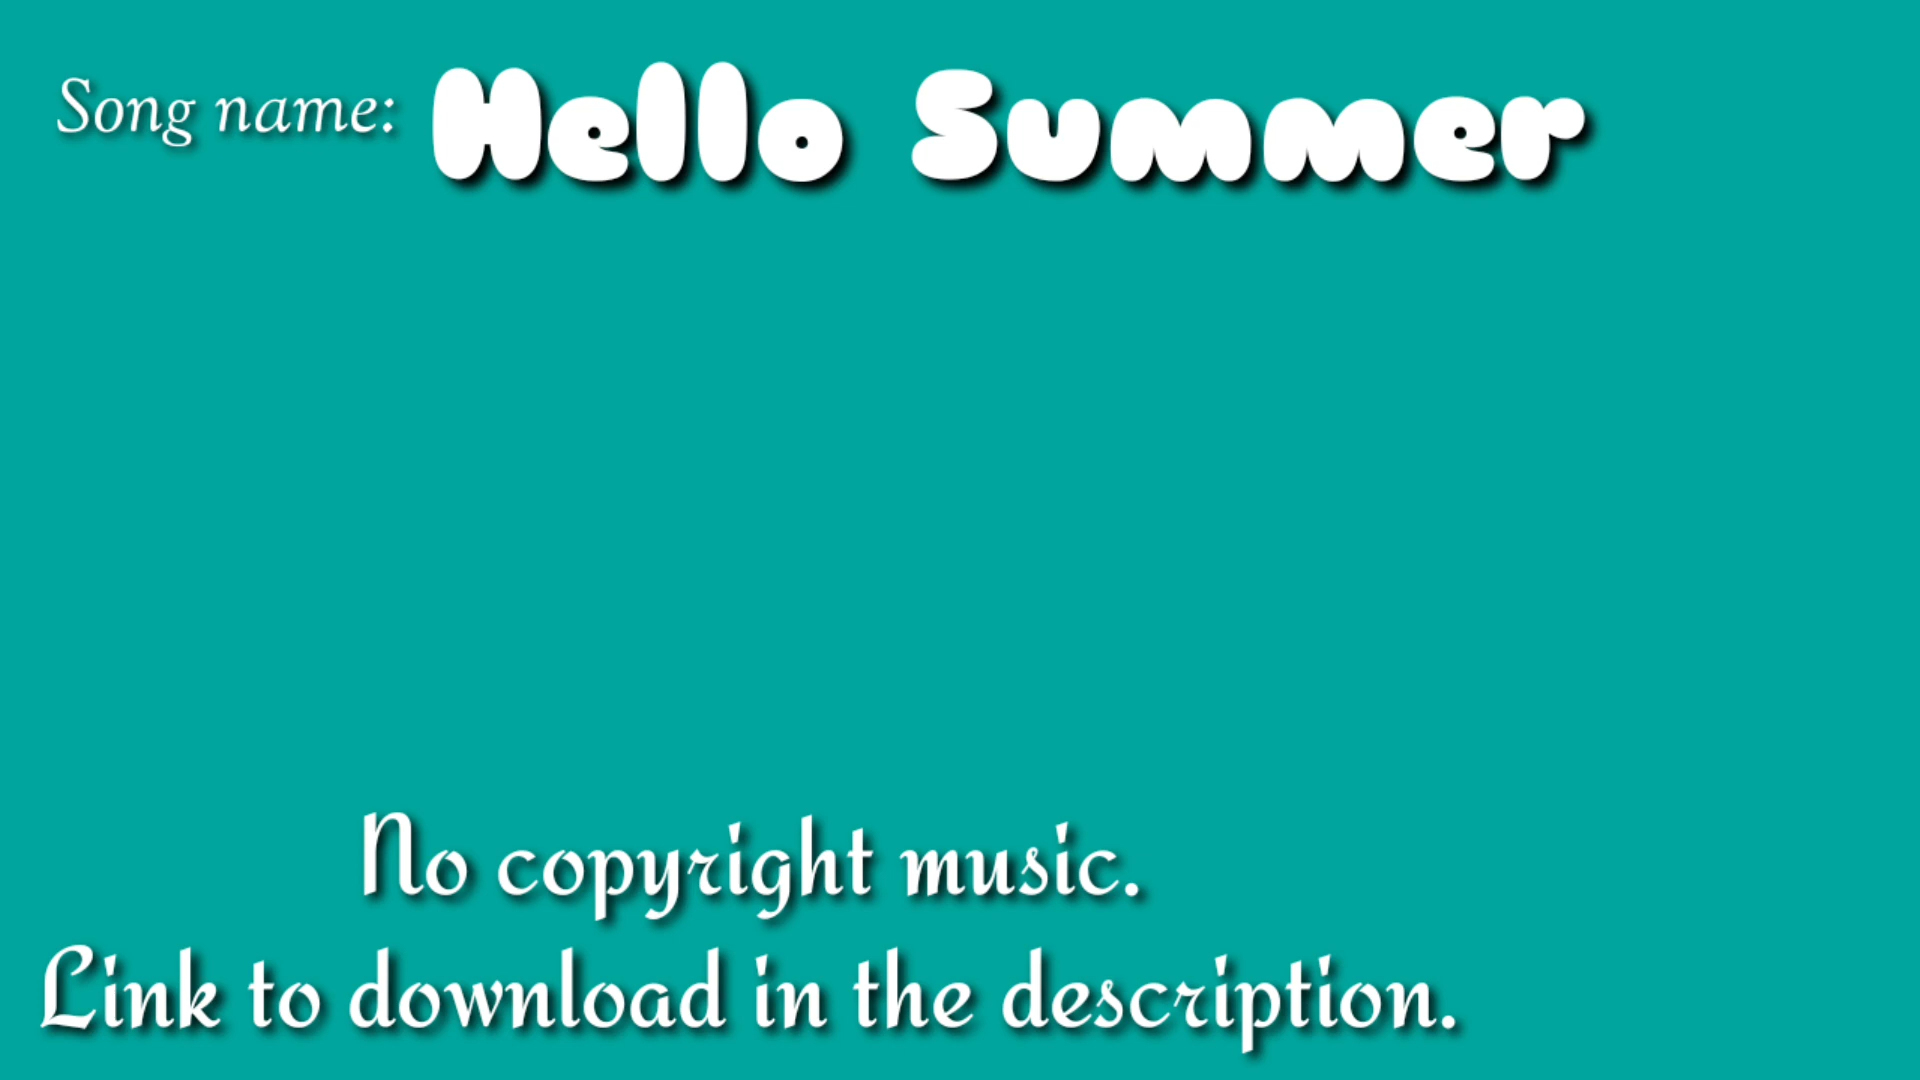 Song name: Hello Summer
No copyright music.
Link to download in the description.